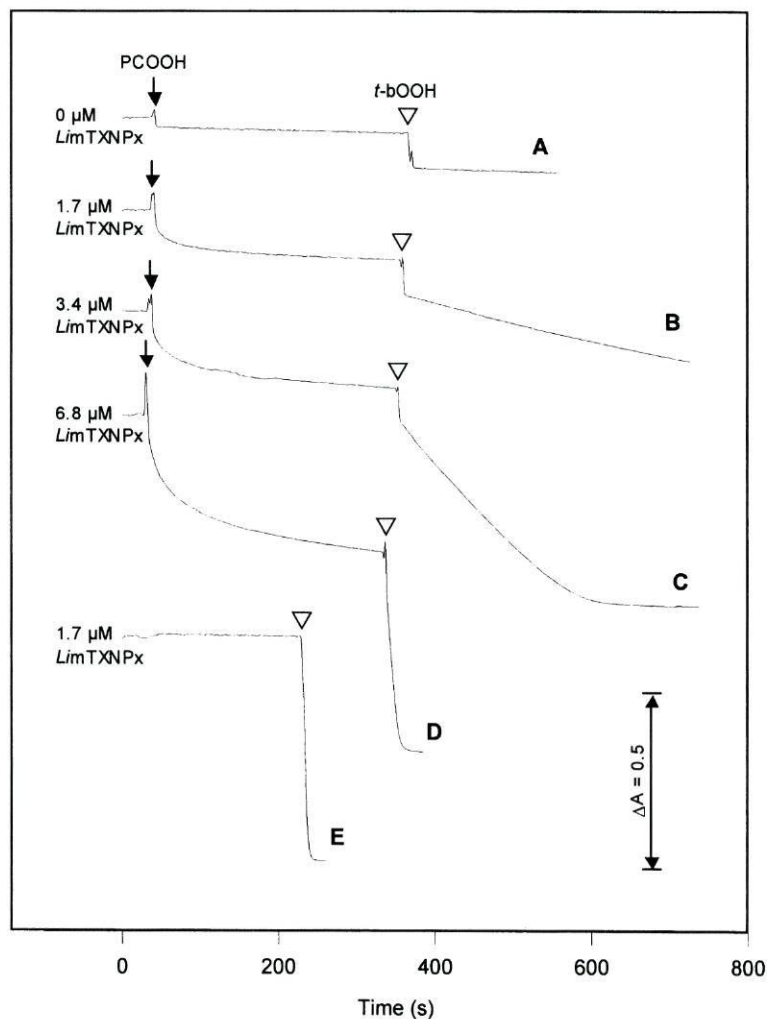 PCOOH
t-bOOH
0 µM
LimTXNPx
A
1.7 µM
LimTXNPx
B
3.4 µM
LimTXNPx
C
6.8 µM
LimTXNPx
D
1.7 µM
LimTXNPx
E
ΔA = 0.5
0 200 400 600 800
Time (s)